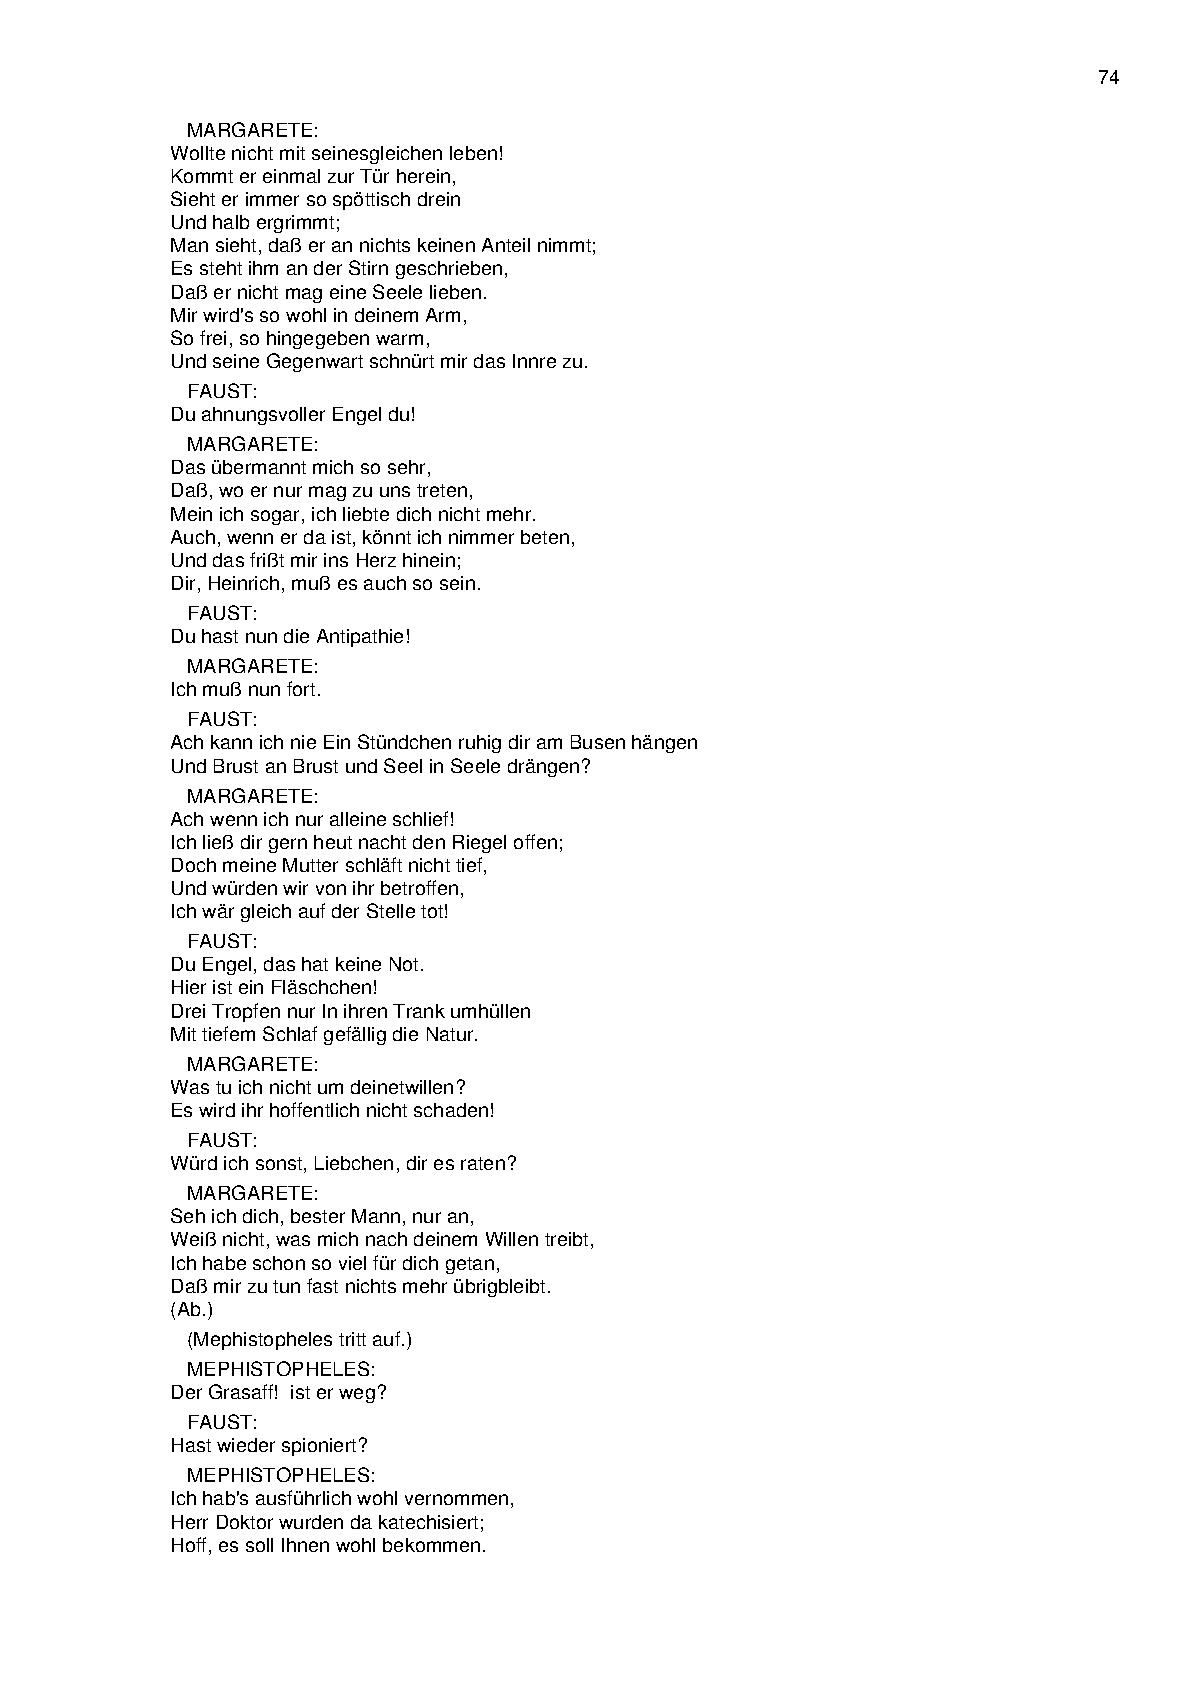 74
MARGARETE:
Wollte nicht mit seinesgleichen leben!
Kommt er einmal zur Tür herein,
Sieht er immer so spöttisch drein
Und halb ergrimmt;
Man sieht, daß er an nichts keinen Anteil nimmt;
Es steht ihm an der Stirn geschrieben,
Daß er nicht mag eine Seele lieben.
Mir wird's so wohl in deinem Arm,
So frei, so hingegeben warm,
Und seine Gegenwart schnürt mir das Innre zu.
FAUST:
Du ahnungsvoller Engel du!
MARGARETE:
Das übermannt mich so sehr,
Daß, wo er nur mag zu uns treten,
Mein ich sogar, ich liebte dich nicht mehr.
Auch, wenn er da ist, könnt ich nimmer beten,
Und das frißt mir ins Herz hinein;
Dir, Heinrich, muß es auch so sein.
FAUST:
Du hast nun die Antipathie!
MARGARETE:
Ich muß nun fort.
FAUST:
Ach kann ich nie Ein Stündchen ruhig dir am Busen hängen
Und Brust an Brust und Seel in Seele drängen?
MARGARETE:
Ach wenn ich nur alleine schlief!
Ich ließ dir gern heut nacht den Riegel offen;
Doch meine Mutter schläft nicht tief,
Und würden wir von ihr betroffen,
Ich wär gleich auf der Stelle tot!
FAUST:
Du Engel, das hat keine Not.
Hier ist ein Fläschchen!
Drei Tropfen nur In ihren Trank umhüllen
Mit tiefem Schlaf gefällig die Natur.
MARGARETE:
Was tu ich nicht um deinetwillen?
Es wird ihr hoffentlich nicht schaden!
FAUST:
Würd ich sonst, Liebchen, dir es raten?
MARGARETE:
Seh ich dich, bester Mann, nur an,
Weiß nicht, was mich nach deinem Willen treibt,
Ich habe schon so viel für dich getan,
Daß mir zu tun fast nichts mehr übrigbleibt.
(Ab.)
(Mephistopheles tritt auf.)
MEPHISTOPHELES:
Der Grasaff!  ist er weg?
FAUST:
Hast wieder spioniert?
MEPHISTOPHELES:
Ich hab's ausführlich wohl vernommen,
Herr Doktor wurden da katechisiert;
Hoff, es soll Ihnen wohl bekommen.